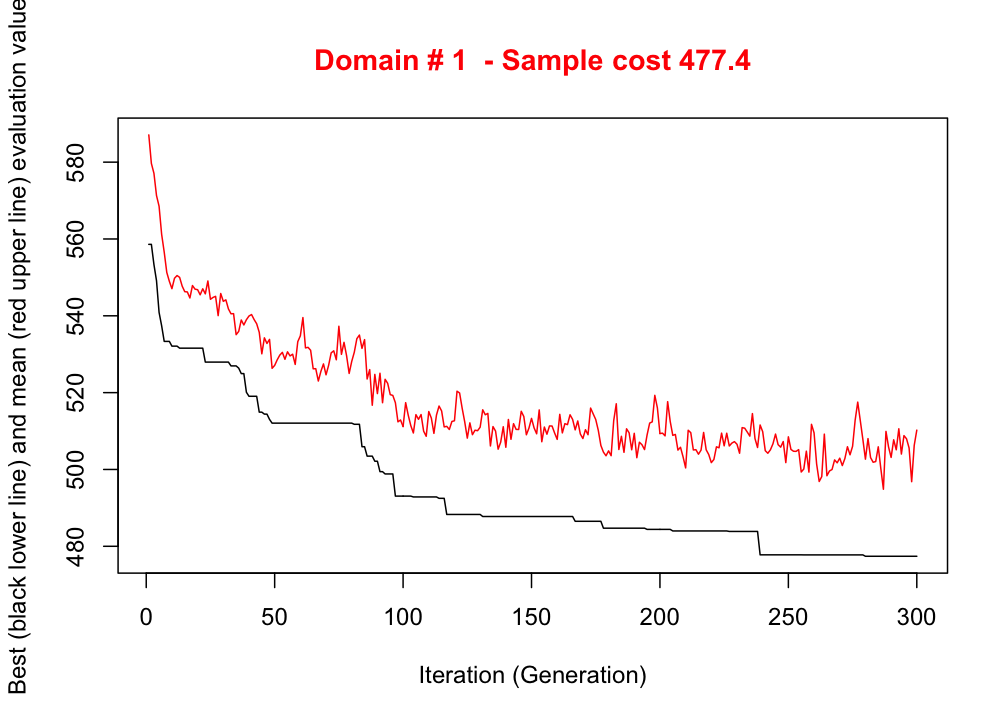 Domain # 1  - Sample cost 477.4
Best (black lower line) and mean (red upper line) evaluation value
580
560
540
520
500
480
0 50 100 150 200 250 300
Iteration (Generation)